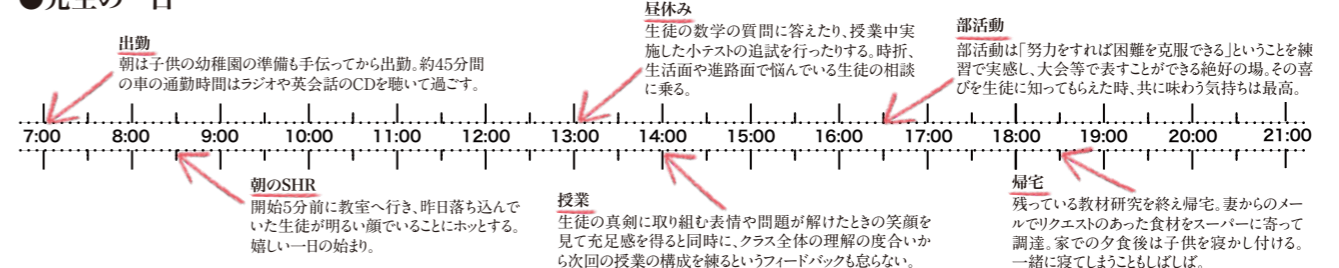 ●先生の一日
出勤
朝は子供の幼稚園の準備も手伝ってから出勤。約45分間
の車の通勤時間はラジオや英会話のCDを聴いて過ごす。
昼休み
生徒の数学の質問に答えたり、授業中実
施した小テストの追試を行ったりする。時折、
生活面や進路面で悩んでいる生徒の相談
に乗る。
部活動
部活動は「努力をすれば困難を克服できる」ということを練
習で実感し、大会等で表すことができる絶好の場。その喜
びを生徒に知ってもらえた時、共に味わう気持ちは最高。
7:00 8:00 9:00 10:00 11:00 12:00 13:00 14:00 15:00 16:00 17:00 18:00 19:00 20:00 21:00
朝のSHR
開始5分前に教室へ行き、昨日落ち込んで
いた生徒が明るい顔でいることにホッとする。
嬉しい一日の始まり。
授業
生徒の真剣に取り組む表情や問題が解けたときの笑顔を
見て充足感を得ると同時に、クラス全体の理解の度合いか
ら次回の授業の構成を練るというフィードバックも怠らない。
帰宅
残っている教材研究を終え帰宅。妻からのメー
ルでリクエストのあった食材をスーパーに寄って
調達。家での夕食後は子供を寝かし付ける。
一緒に寝てしまうこともしばしば。